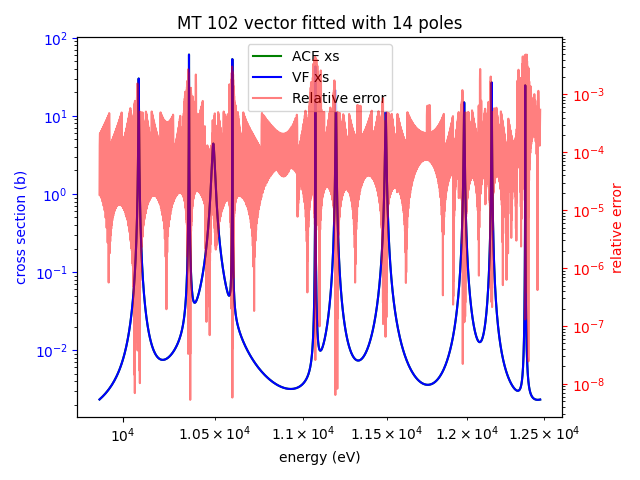 MT 102 vector fitted with 14 poles
ACE xs
VF xs
Relative error
cross section (b)
10²
10¹
10⁰
10⁻¹
10⁻²
relative error
10⁻³
10⁻⁴
10⁻⁵
10⁻⁶
10⁻⁷
10⁻⁸
10⁴ 1.05 × 10⁴ 1.1 × 10⁴ 1.15 × 10⁴ 1.2 × 10⁴ 1.25 × 10⁴
energy (eV)